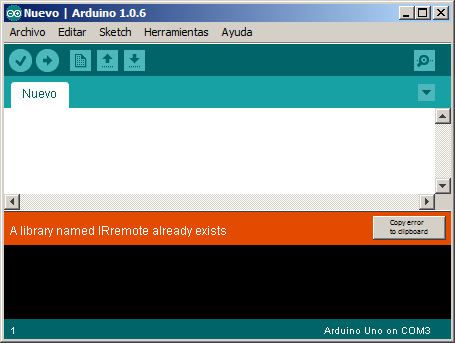 Nuevo | Arduino 1.0.6
Archivo Editar Sketch Herramientas Ayuda
Nuevo
A library named IRremote already exists
Copy error
to clipboard
1
Arduino Uno on COM3